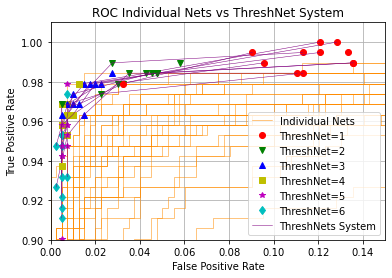 ROC Individual Nets vs ThreshNet System
True Positive Rate
1.00
0.98
0.96
0.94
0.92
0.90
0.00
0.02
0.04
0.06
0.08
0.10
0.12
0.14
False Positive Rate
Individual Nets
ThreshNet=1
ThreshNet=2
ThreshNet=3
ThreshNet=4
ThreshNet=5
ThreshNet=6
ThreshNets System